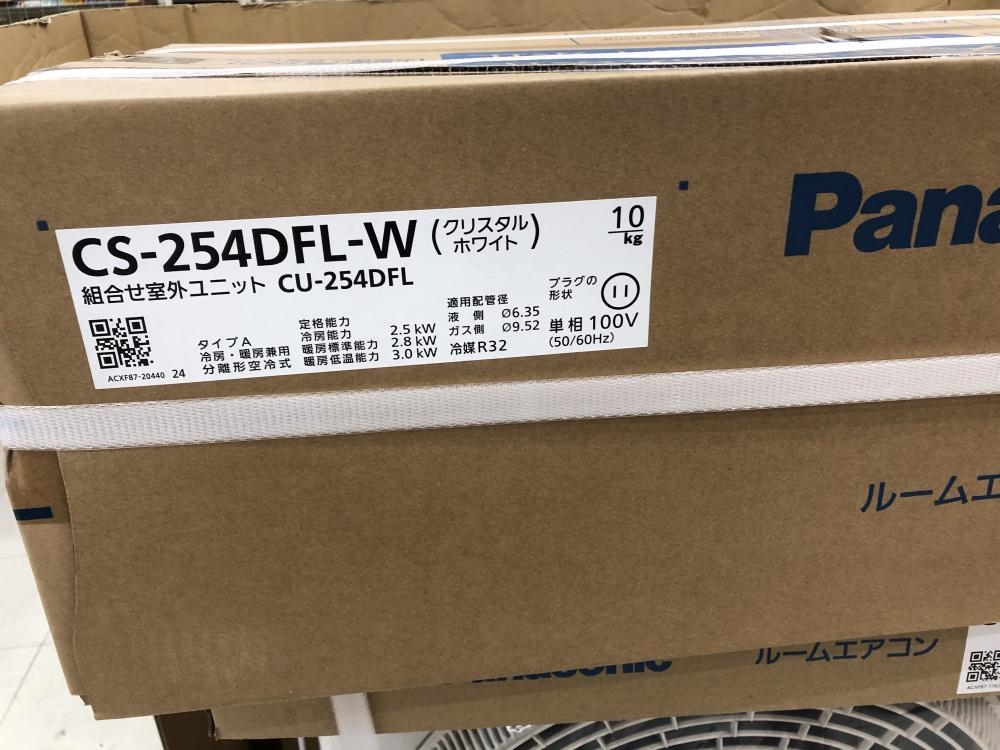 CS-254DFL-W (クリスタルホワイト)
10
kg
組合せ室外ユニット CU-254DFL
タイプA
冷房・暖房兼用
分離形空冷式
定格能力
冷房能力 2.5 kW
暖房標準能力 2.8 kW
暖房低温能力 3.0 kW
適用配管径
液 側 Ø6.35
ガス側 Ø9.52
冷媒R32
プラグの
形状
単相 100V
(50/60Hz)
ACXF87-20440 24
Pana
ルームエ
Panasonic
ルームエアコン